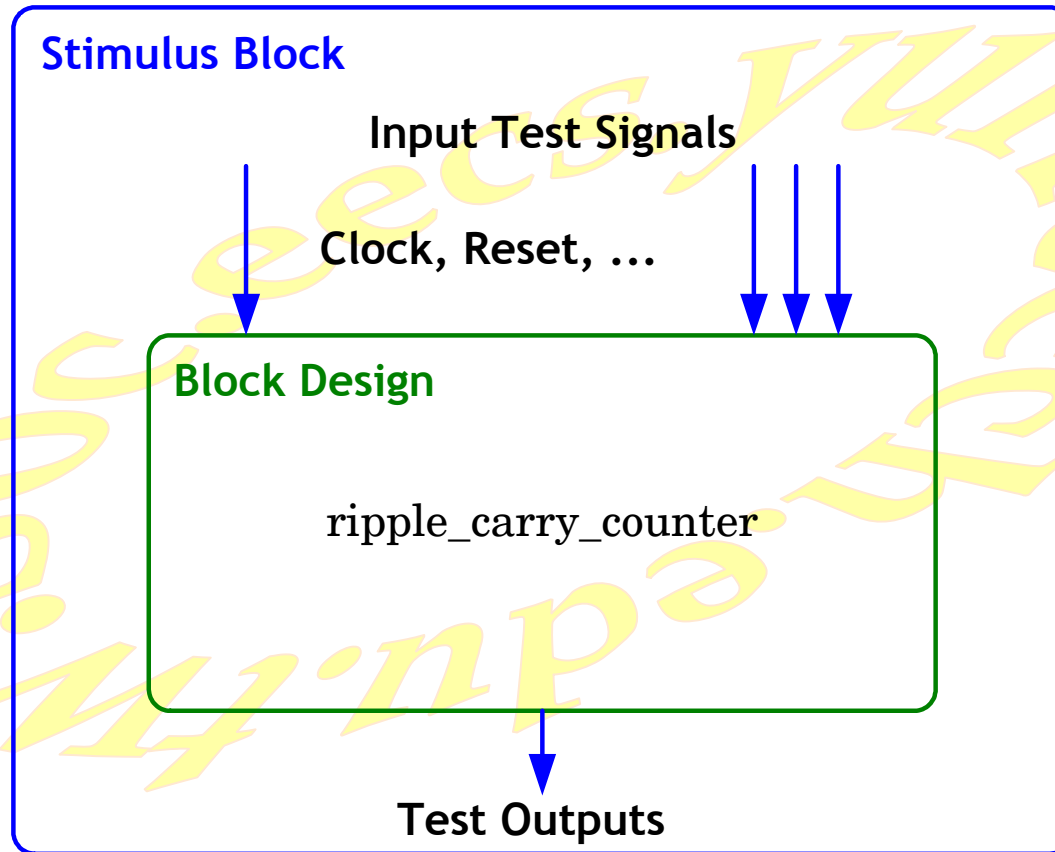 Stimulus Block
Input Test Signals
Clock, Reset, ...
Block Design
ripple_carry_counter
Test Outputs